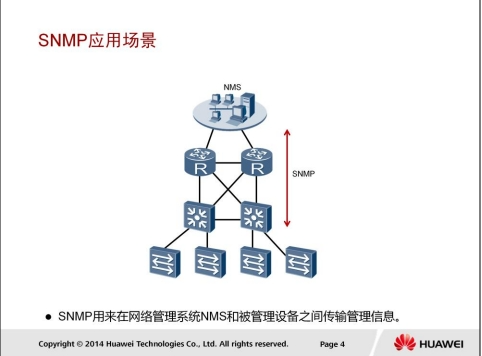 SNMP应用场景
NMS
R
R
SNMP
● SNMP用来在网络管理系统NMS和被管理设备之间传输管理信息。
Copyright © 2014 Huawei Technologies Co., Ltd. All rights reserved.
Page 4
HUAWEI